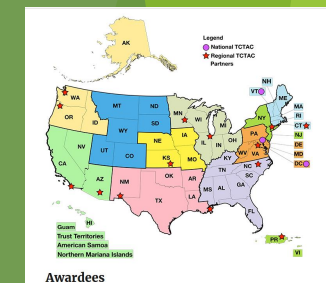 Legend
National TCTAC
Regional TCTAC
Partners
AK
WA
OR
ID
MT
ND
SD
WY
UT
CO
NV
CA
AZ
NM
TX
OK
AR
LA
NE
KS
IA
MO
MN
WI
MI
IL
IN
OH
KY
TN
MS
AL
GA
SC
NC
FL
WV
VA
PA
NY
VT
NH
ME
MA
RI
CT
NJ
DE
MD
DC
HI
Guam
Trust Territories
American Samoa
Northern Mariana Islands
PR
VI
Awardees